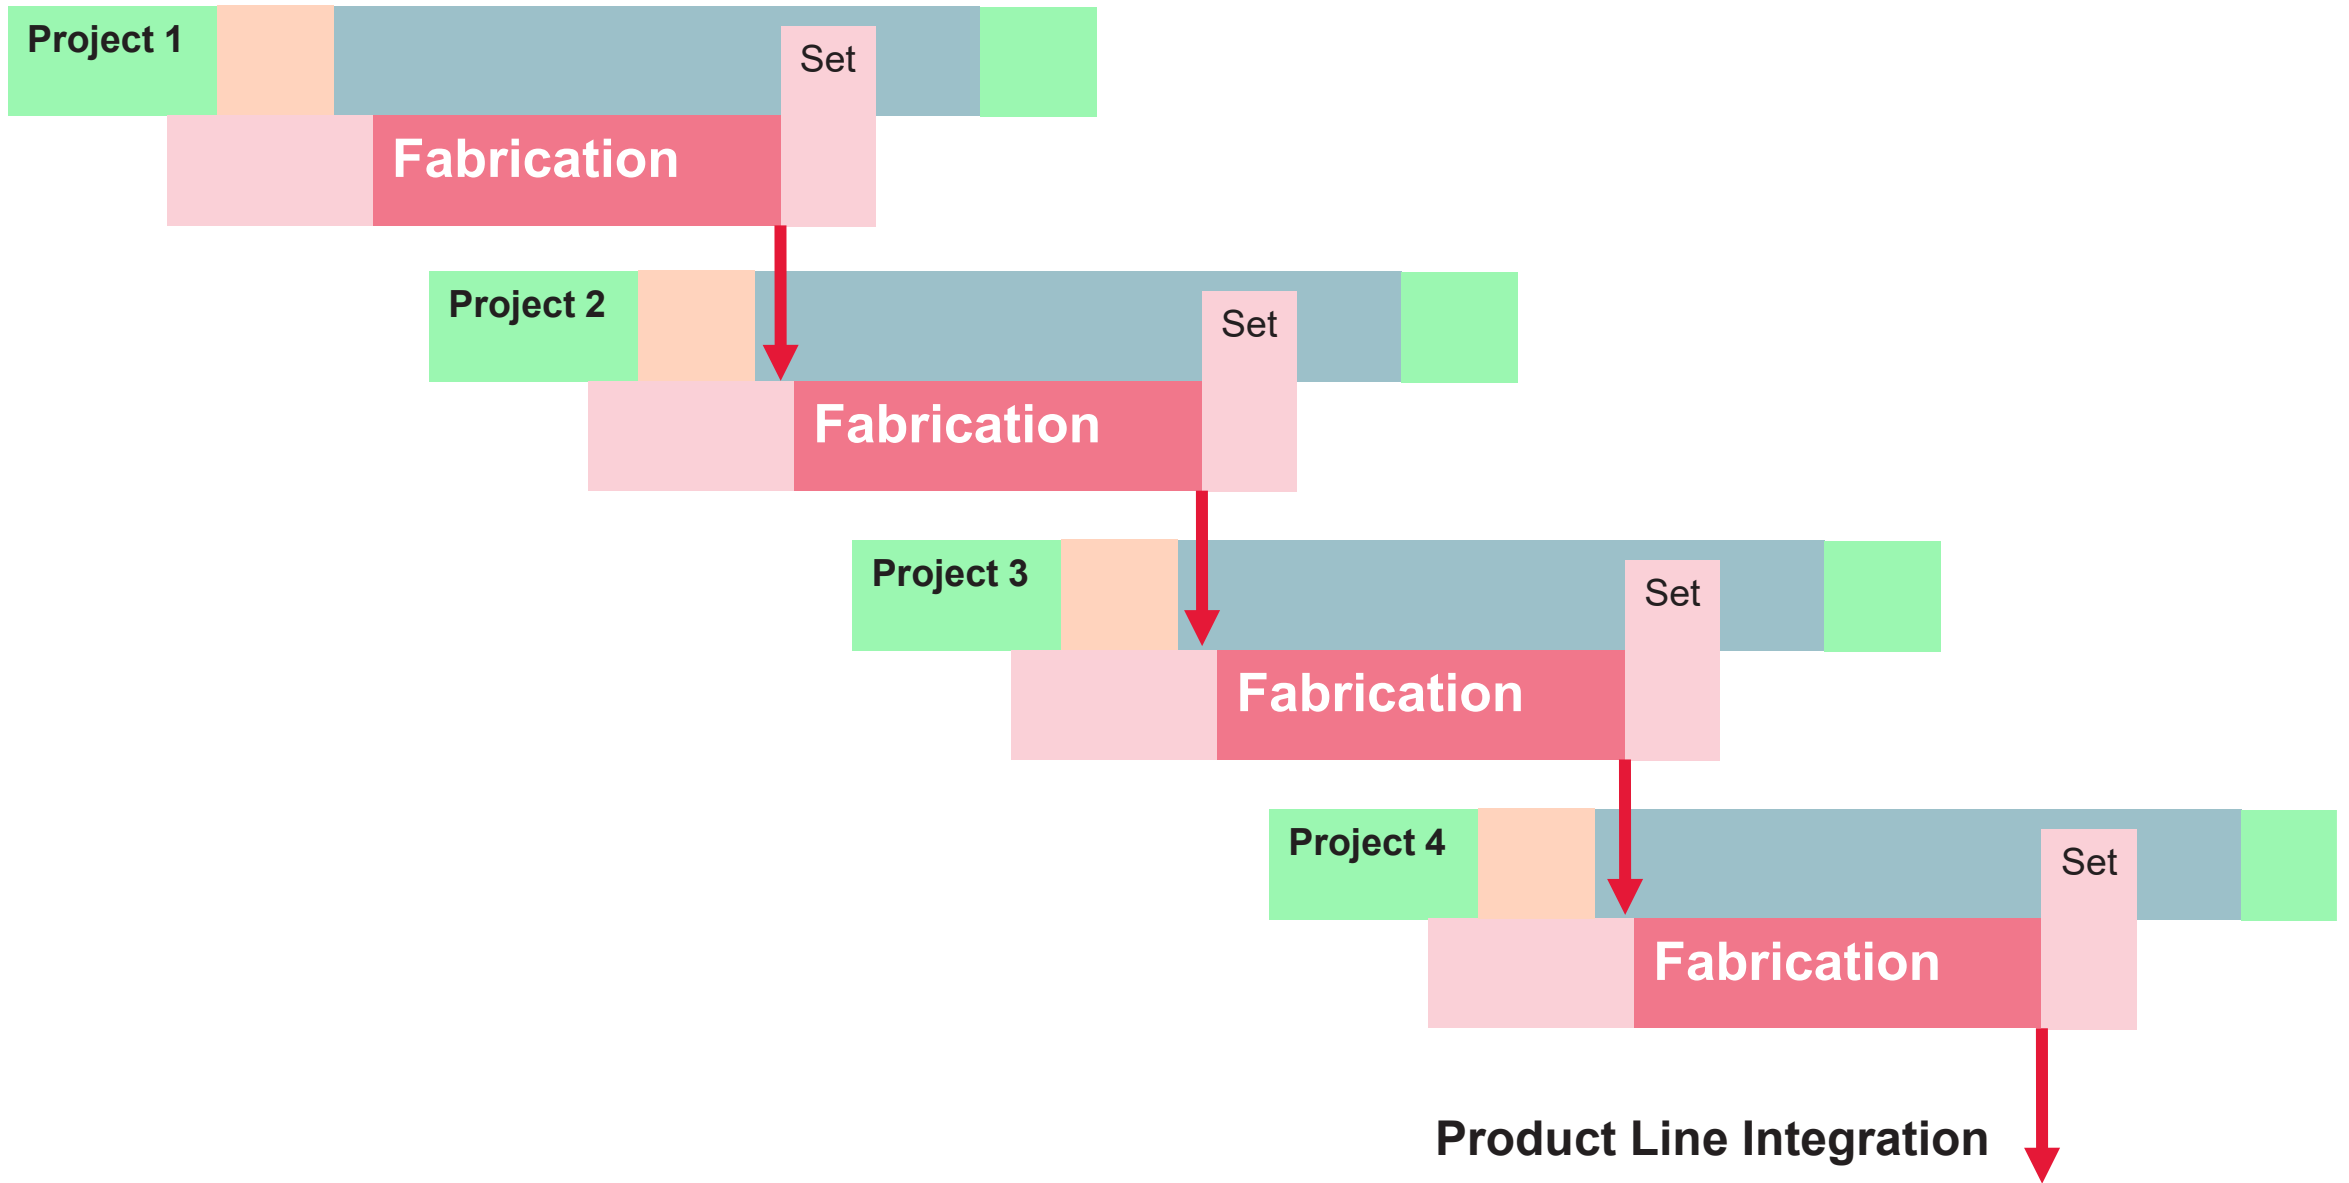 Project 1
Set
Fabrication
Project 2
Set
Fabrication
Project 3
Set
Fabrication
Project 4
Set
Fabrication
Product Line Integration